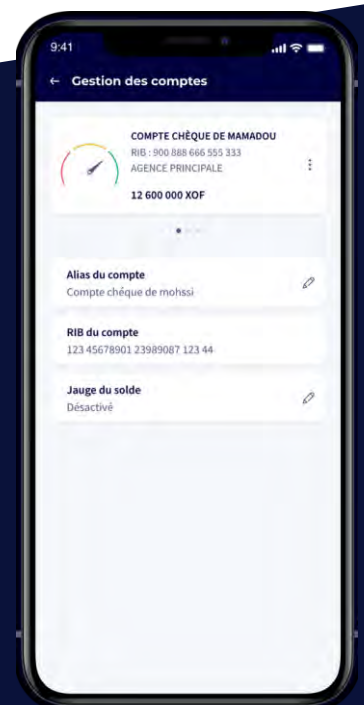 9:41
← Gestion des comptes
COMPTE CHÈQUE DE MAMADOU
RIB : 900 888 666 555 333
AGENCE PRINCIPALE
12 600 000 XOF
Alias du compte
Compte chéque de mohssi
RIB du compte
123 45678901 23989087 123 44
Jauge du solde
Désactivé